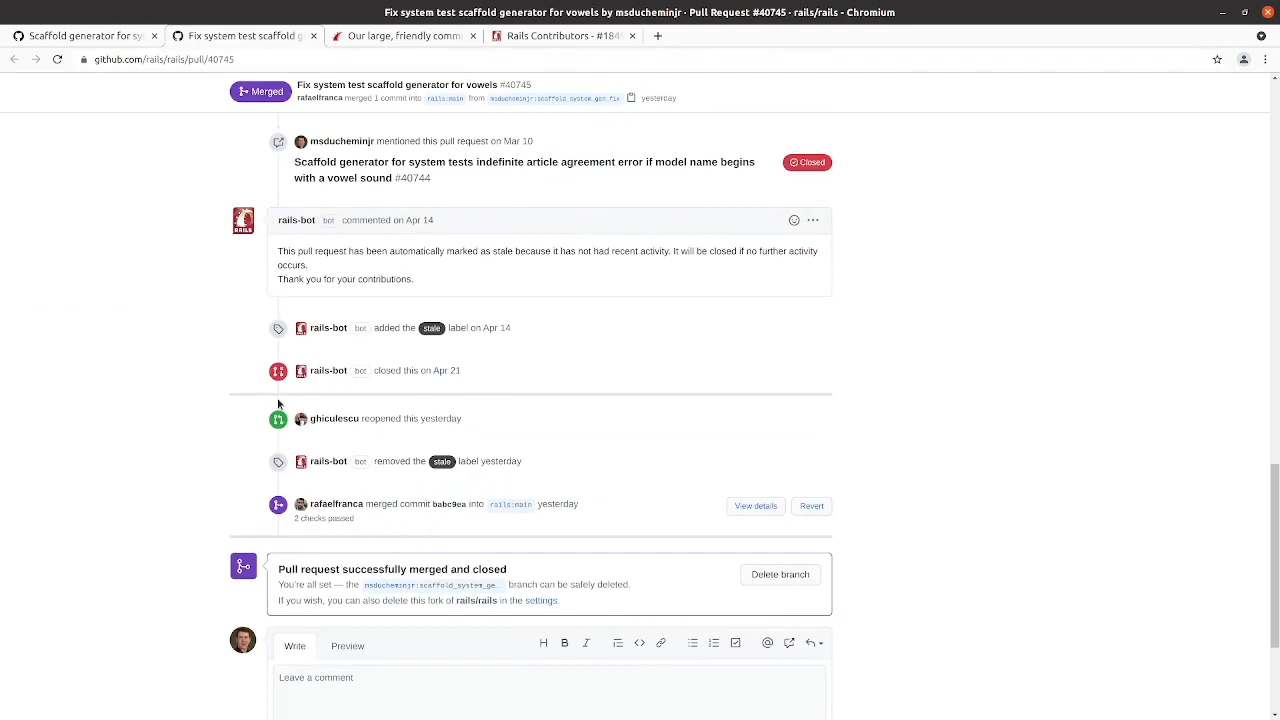 Fix system test scaffold generator for vowels by msducheminjr · Pull Request #40745 · rails/rails - Chromium
Scaffold generator for sy
Fix system test scaffold g
Our large, friendly comm
Rails Contributors - #184
github.com/rails/rails/pull/40745
Merged
Fix system test scaffold generator for vowels #40745
rafaelfranca merged 1 commit into rails:main from msducheminjr:scaffold_system_gen_fix yesterday
msducheminjr mentioned this pull request on Mar 10
Scaffold generator for system tests indefinite article agreement error if model name begins
with a vowel sound #40744
Closed
RAILS
rails-bot bot commented on Apr 14
This pull request has been automatically marked as stale because it has not had recent activity. It will be closed if no further activity
occurs.
Thank you for your contributions.
rails-bot bot added the stale label on Apr 14
rails-bot bot closed this on Apr 21
ghiculescu reopened this yesterday
rails-bot bot removed the stale label yesterday
rafaelfranca merged commit babc9ea into rails:main yesterday
View details Revert
2 checks passed
Pull request successfully merged and closed
You're all set — the msducheminjr:scaffold_system_ge… branch can be safely deleted.
Delete branch
If you wish, you can also delete this fork of rails/rails in the settings.
Write Preview
Leave a comment